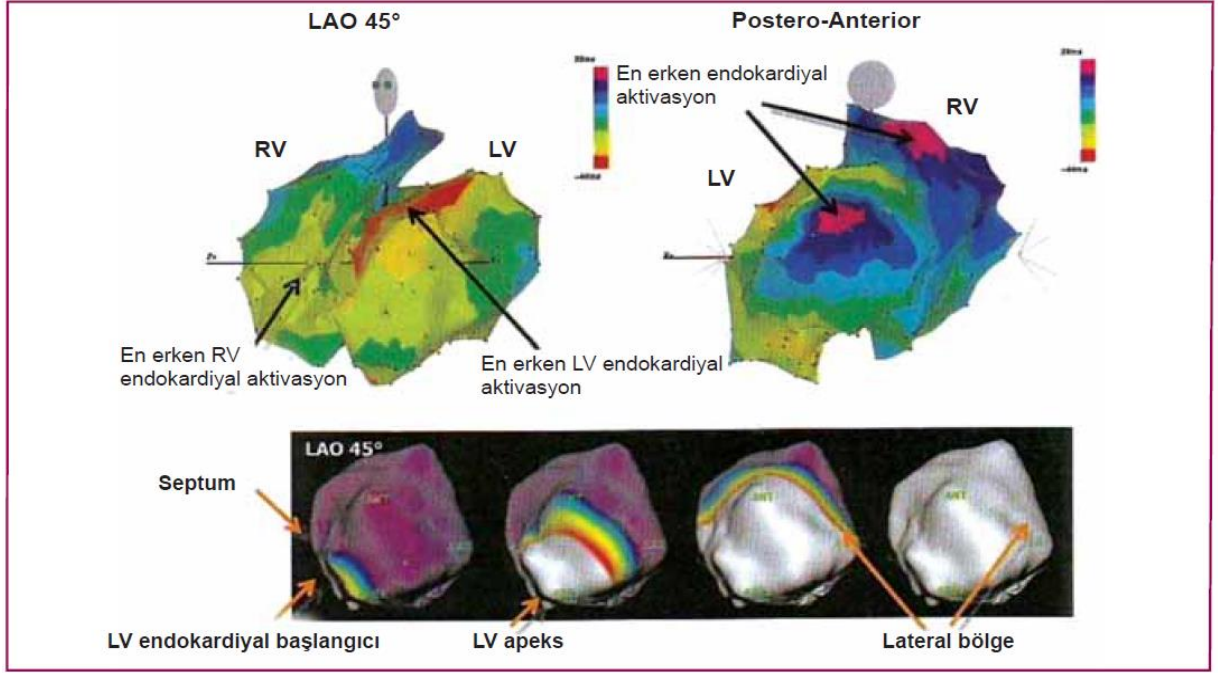 LAO 45°
Postero-Anterior
En erken endokardiyal
aktivasyon
RV
LV
RV
LV
En erken RV
endokardiyal aktivasyon
En erken LV endokardiyal
aktivasyon
LAO 45°
Septum
ANT
ANT
ANT
LV endokardiyal başlangıcı
LV apeks
Lateral bölge